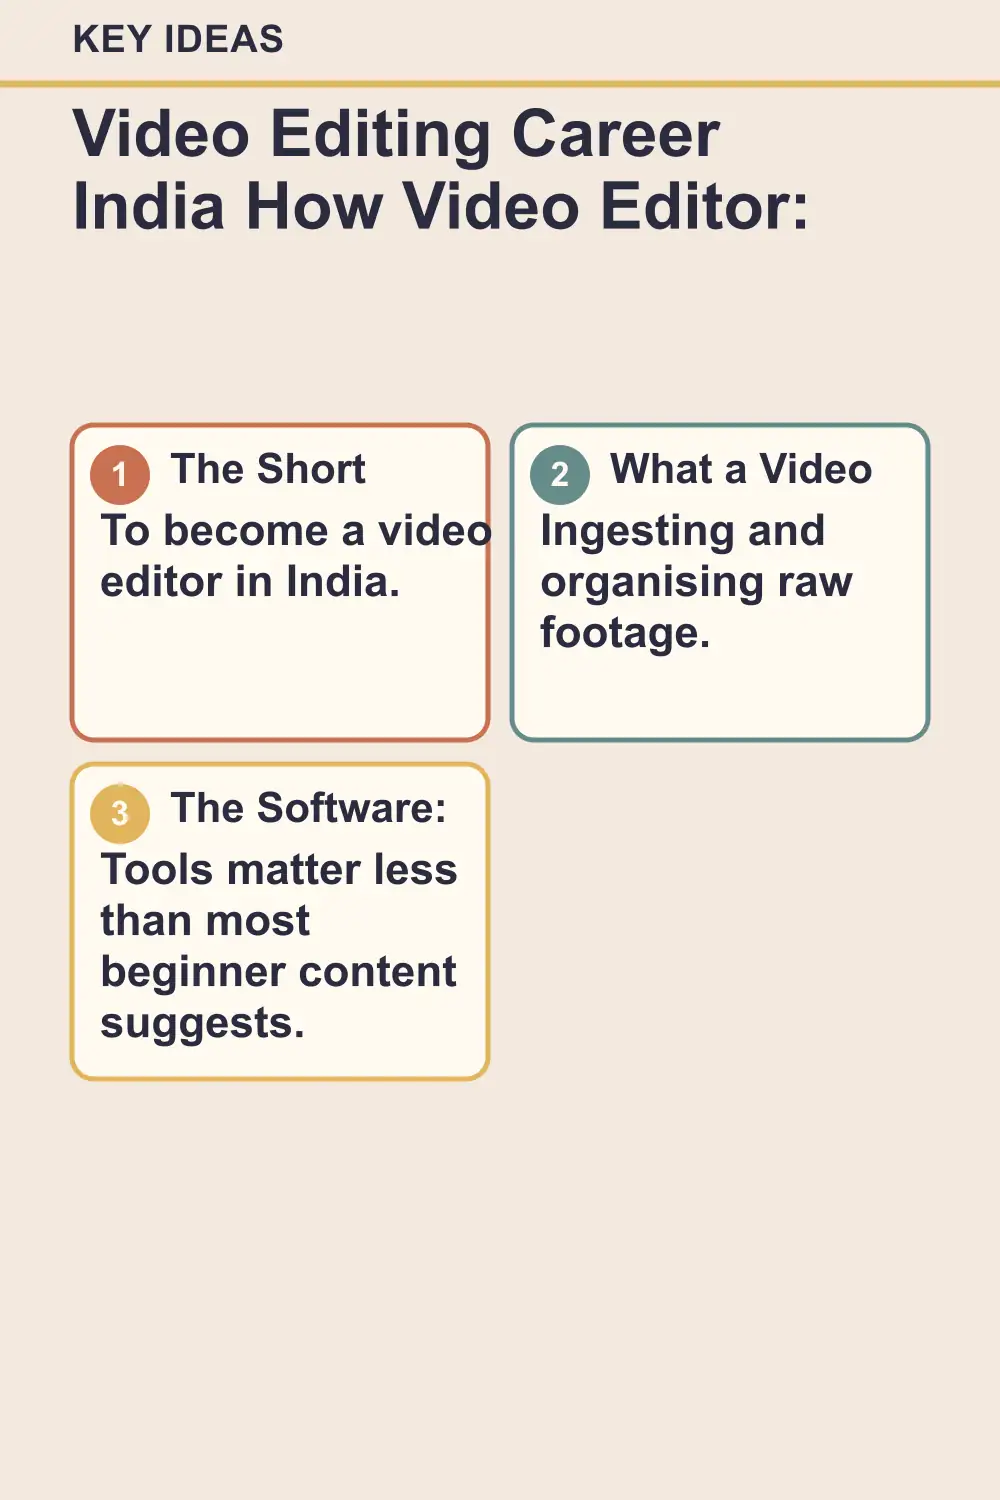 KEY IDEAS
Video Editing Career
India How Video Editor:
1
The Short
To become a video
editor in India.
2
What a Video
Ingesting and
organising raw
footage.
3
The Software:
Tools matter less
than most
beginner content
suggests.